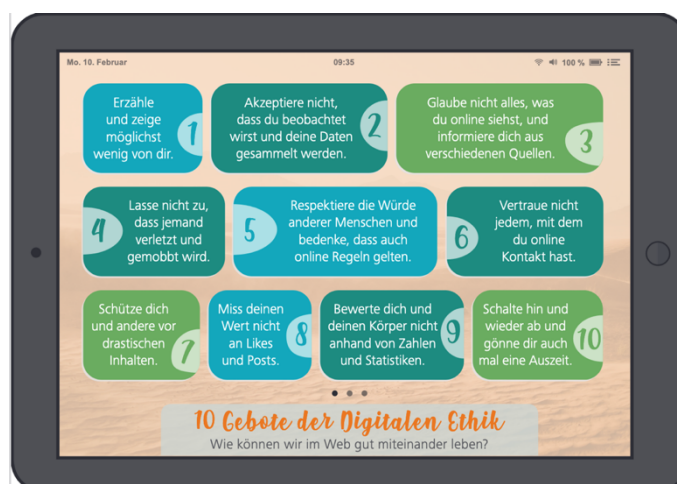 Mo. 10. Februar
09:35
100 %
Erzähle
und zeige
möglichst
wenig von dir.
1
Akzeptiere nicht,
dass du beobachtet
wirst und deine Daten
gesammelt werden.
2
Glaube nicht alles, was
du online siehst, und
informiere dich aus
verschiedenen Quellen.
3
4
Lasse nicht zu,
dass jemand
verletzt und
gemobbt wird.
5
Respektiere die Würde
anderer Menschen und
bedenke, dass auch
online Regeln gelten.
6
Vertraue nicht
jedem, mit dem
du online
Kontakt hast.
Schütze dich
und andere vor
drastischen
Inhalten.
7
Miss deinen
Wert nicht
an Likes
und Posts.
8
Bewerte dich und
deinen Körper nicht
anhand von Zahlen
und Statistiken.
9
Schalte hin und
wieder ab und
gönne dir auch
mal eine Auszeit.
10
10 Gebote der Digitalen Ethik
Wie können wir im Web gut miteinander leben?